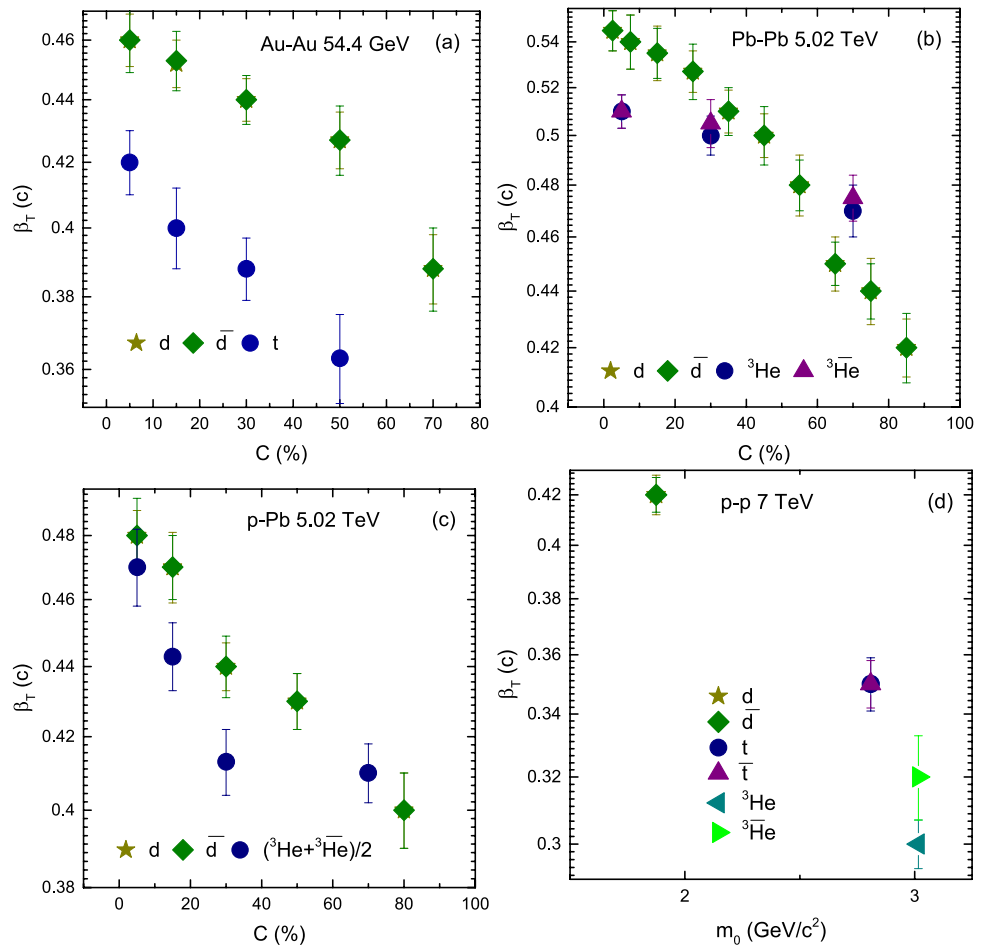 Au-Au 54.4 GeV (a)
0.46
0.44
0.42
0.4
0.38
0.36
β_T (c)
d d̅ t
0 10 20 30 40 50 60 70 80
C (%)
Pb-Pb 5.02 TeV (b)
0.54
0.52
0.5
0.48
0.46
0.44
0.42
0.4
β_T (c)
d d̅ ³He ³H̅e̅
0 20 40 60 80 100
C (%)
p-Pb 5.02 TeV (c)
0.48
0.46
0.44
0.42
0.4
0.38
β_T (c)
d d̅ (³He+³H̅e̅)/2
0 20 40 60 80 100
C (%)
p-p 7 TeV (d)
0.42
0.4
0.38
0.36
0.34
0.32
0.3
β_T (c)
d
d̅
t
t̅
³He
³H̅e̅
2 3
m₀ (GeV/c²)